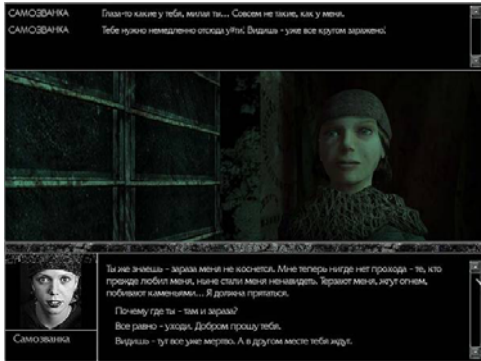 САМОЗВАНКА Глаза-то какие у тебя, милая ты... Совсем не такие, как у меня.
САМОЗВАНКА Тебе нужно немедленно отсюда уйти. Видишь - уже все кругом заражено!
Ты же знаешь - зараза меня не коснется. Мне теперь нигде нет прохода - те, кто
прежде любил меня, ныне стали меня ненавидеть. Терзают меня, жгут огнем,
побивают каменьями... Я должна прятаться.
Почему где ты - там и зараза?
Все равно - уходи. Добром прошу тебя.
Видишь - тут все уже мертво. А в другом месте тебя ждут.
Самозванка